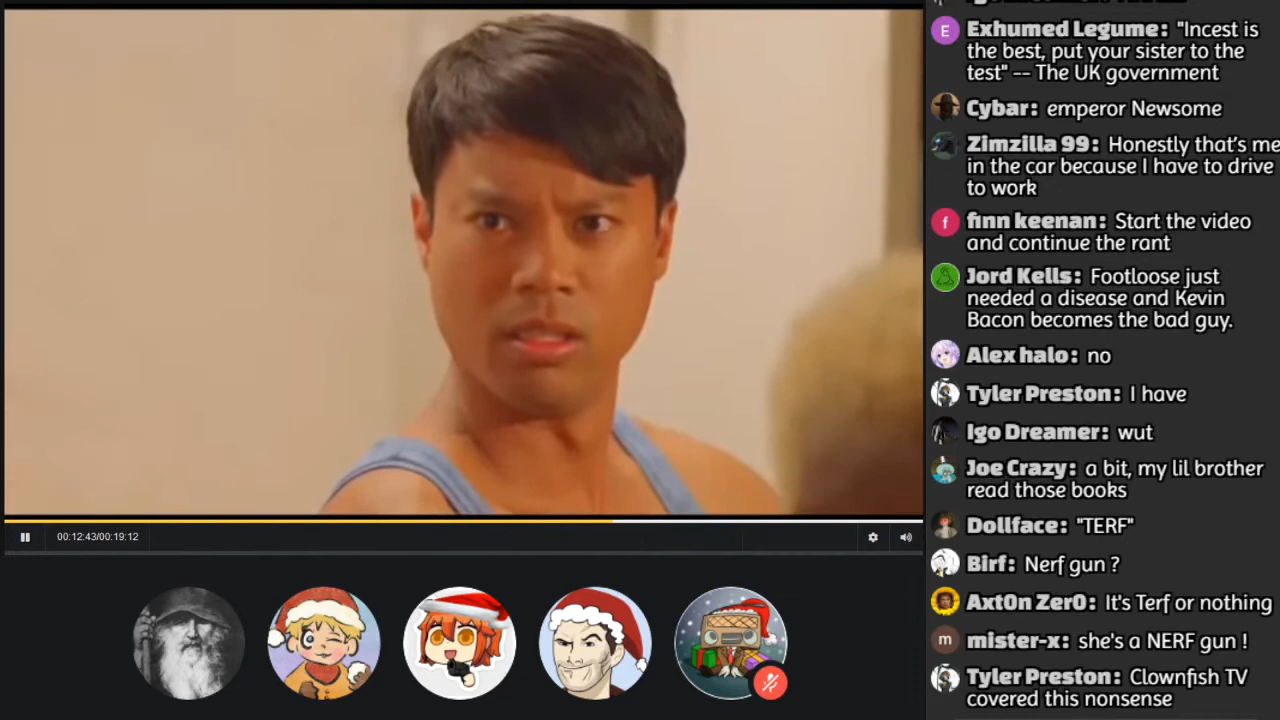 Exhumed Legume: "Incest is
the best, put your sister to the
test" -- The UK government
Cybar: emperor Newsome
Zimzilla 99: Honestly that's me
in the car because I have to drive
to work
finn keenan: Start the video
and continue the rant
Jord Kells: Footloose just
needed a disease and Kevin
Bacon becomes the bad guy.
Alex halo: no
Tyler Preston: I have
Igo Dreamer: wut
Joe Crazy: a bit, my lil brother
read those books
Dollface: "TERF"
Birf: Nerf gun ?
Axt0n Zer0: It's Terf or nothing
mister-x: she's a NERF gun !
Tyler Preston: Clownfish TV
covered this nonsense
00:12:43/00:19:12
E
f
m